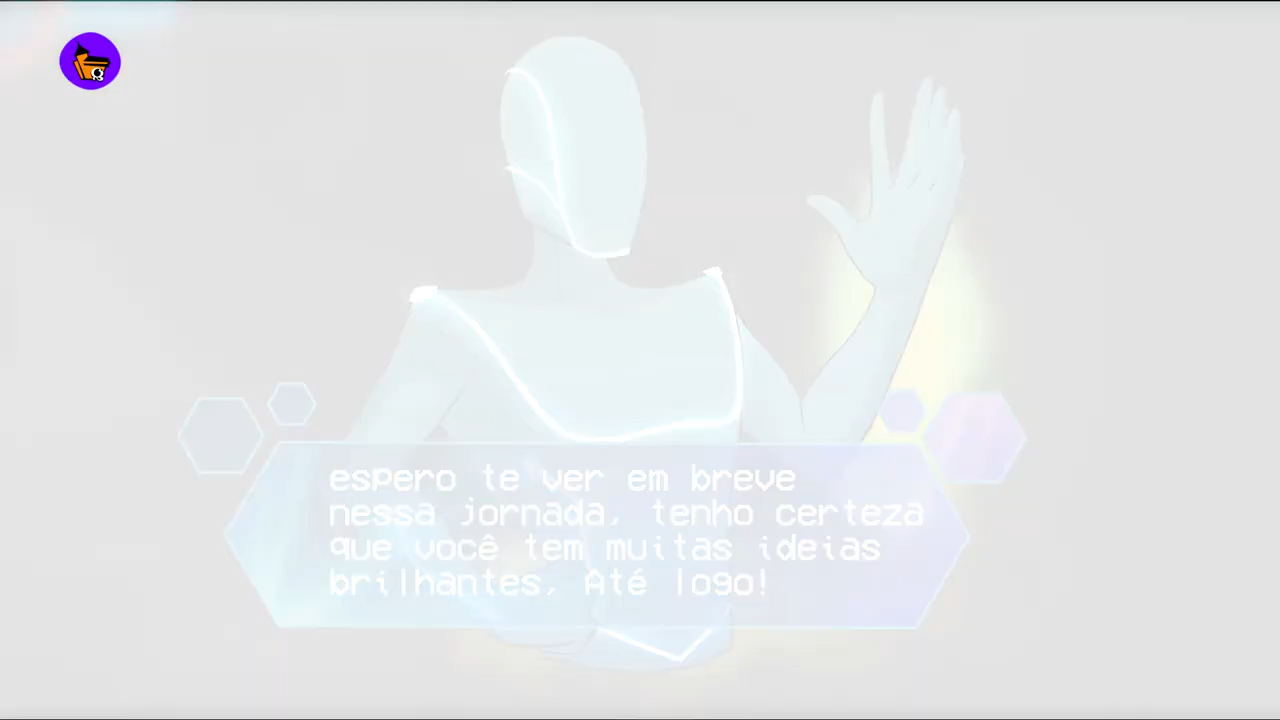 espero te ver em breve
nessa jornada, tenho certeza
que você tem muitas ideias
brilhantes, Até logo!